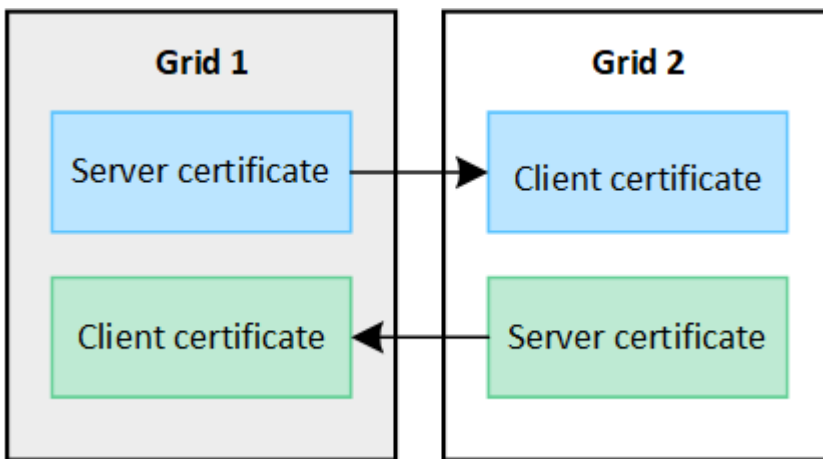 Grid 1
Server certificate
Client certificate
Grid 2
Client certificate
Server certificate